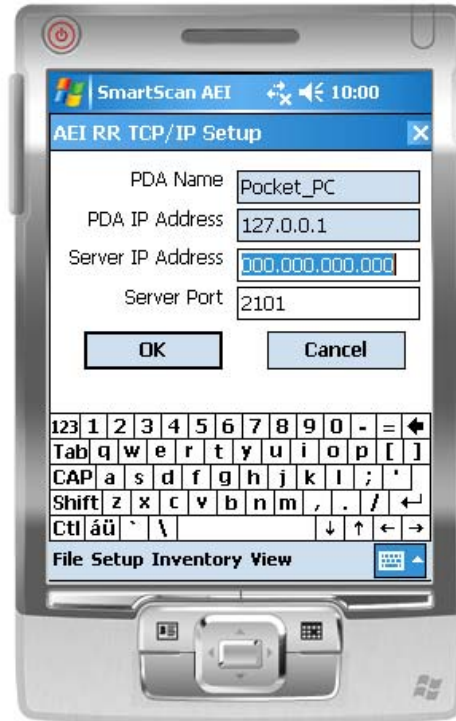 SmartScan AEI 10:00
AEI RR TCP/IP Setup
PDA Name Pocket_PC
PDA IP Address 127.0.0.1
Server IP Address 000.000.000.000
Server Port 2101
OK Cancel
123 1 2 3 4 5 6 7 8 9 0 - =
Tab q w e r t y u i o p [ ]
CAP a s d f g h j k l ; '
Shift z x c v b n m , . /
Ctl áü ` \
File Setup Inventory View